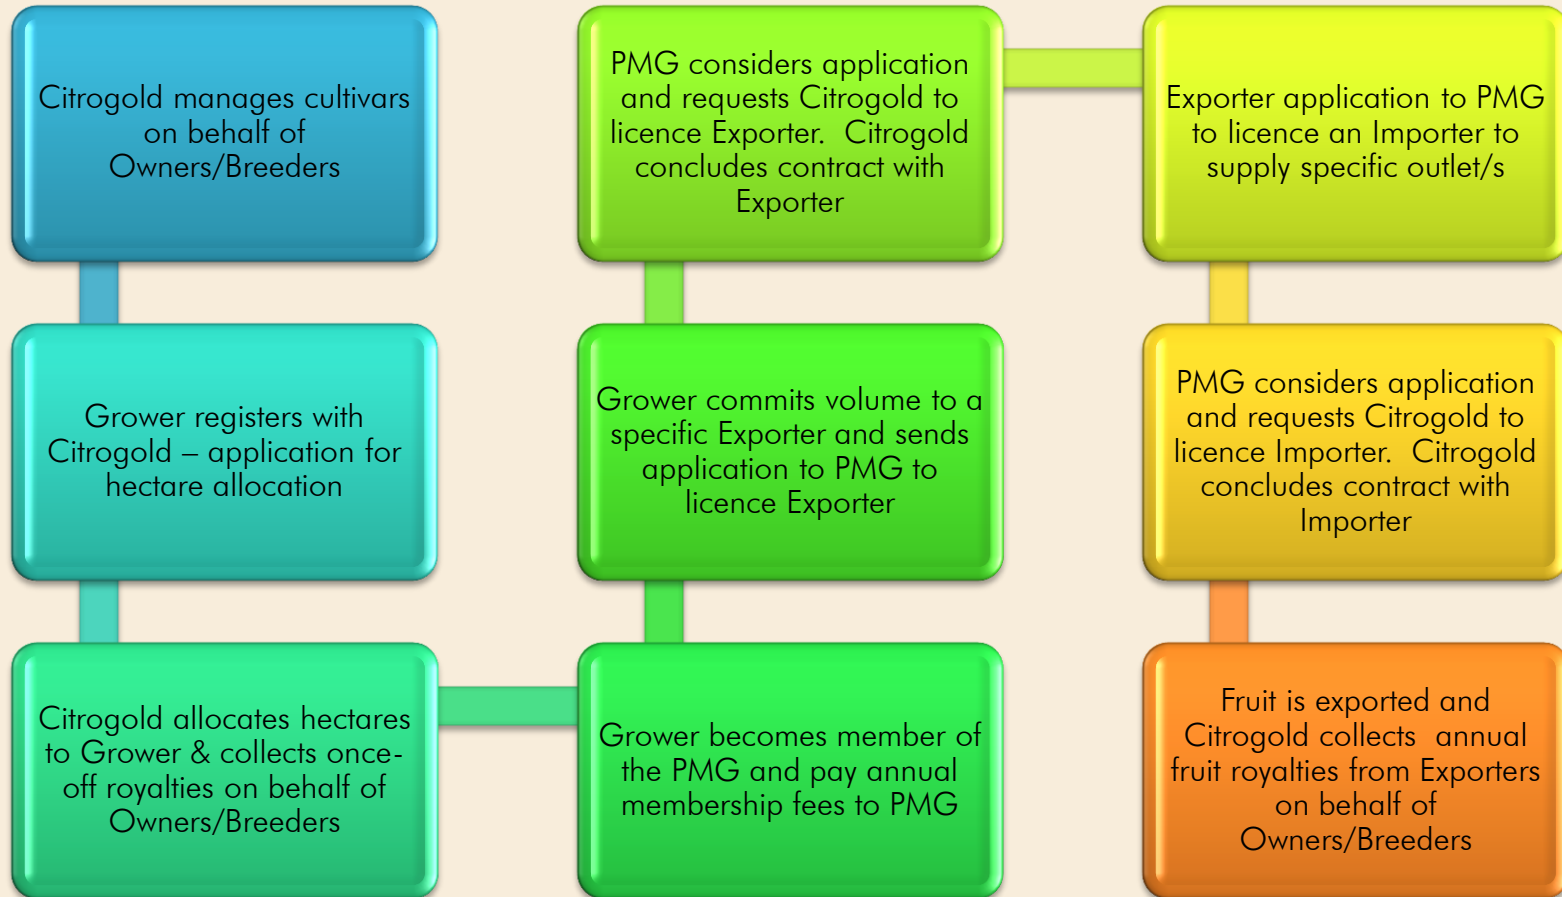 Citrogold manages cultivars
on behalf of
Owners/Breeders
Grower registers with
Citrogold – application for
hectare allocation
Citrogold allocates hectares
to Grower & collects once-
off royalties on behalf of
Owners/Breeders
Grower becomes member of
the PMG and pay annual
membership fees to PMG
Grower commits volume to a
specific Exporter and sends
application to PMG to
licence Exporter
PMG considers application
and requests Citrogold to
licence Exporter.  Citrogold
concludes contract with
Exporter
Exporter application to PMG
to licence an Importer to
supply specific outlet/s
PMG considers application
and requests Citrogold to
licence Importer.  Citrogold
concludes contract with
Importer
Fruit is exported and
Citrogold collects  annual
fruit royalties from Exporters
on behalf of
Owners/Breeders